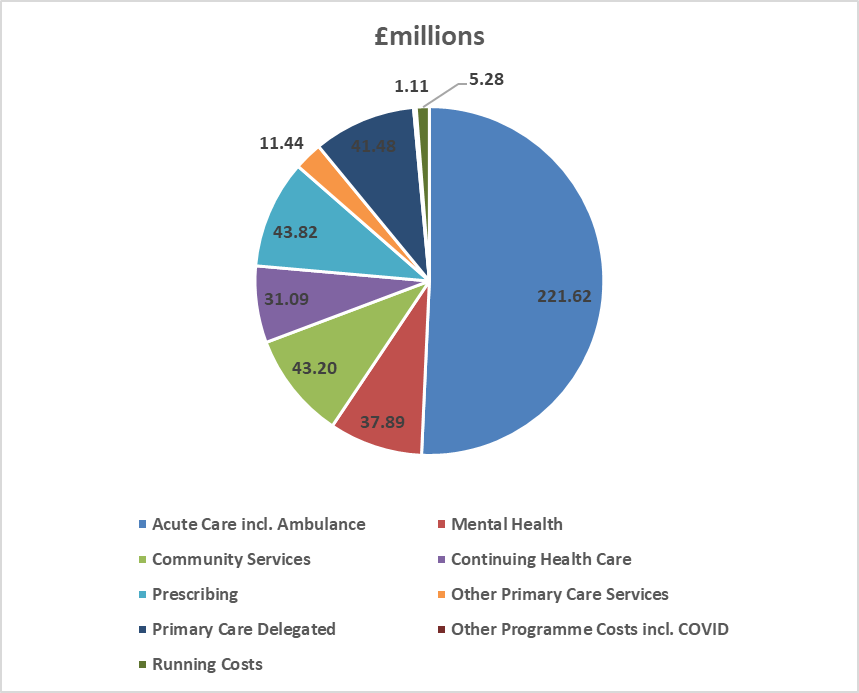 £millions
1.11
5.28
11.44
41.48
43.82
221.62
31.09
43.20
37.89
Acute Care incl. Ambulance
Mental Health
Community Services
Continuing Health Care
Prescribing
Other Primary Care Services
Primary Care Delegated
Other Programme Costs incl. COVID
Running Costs